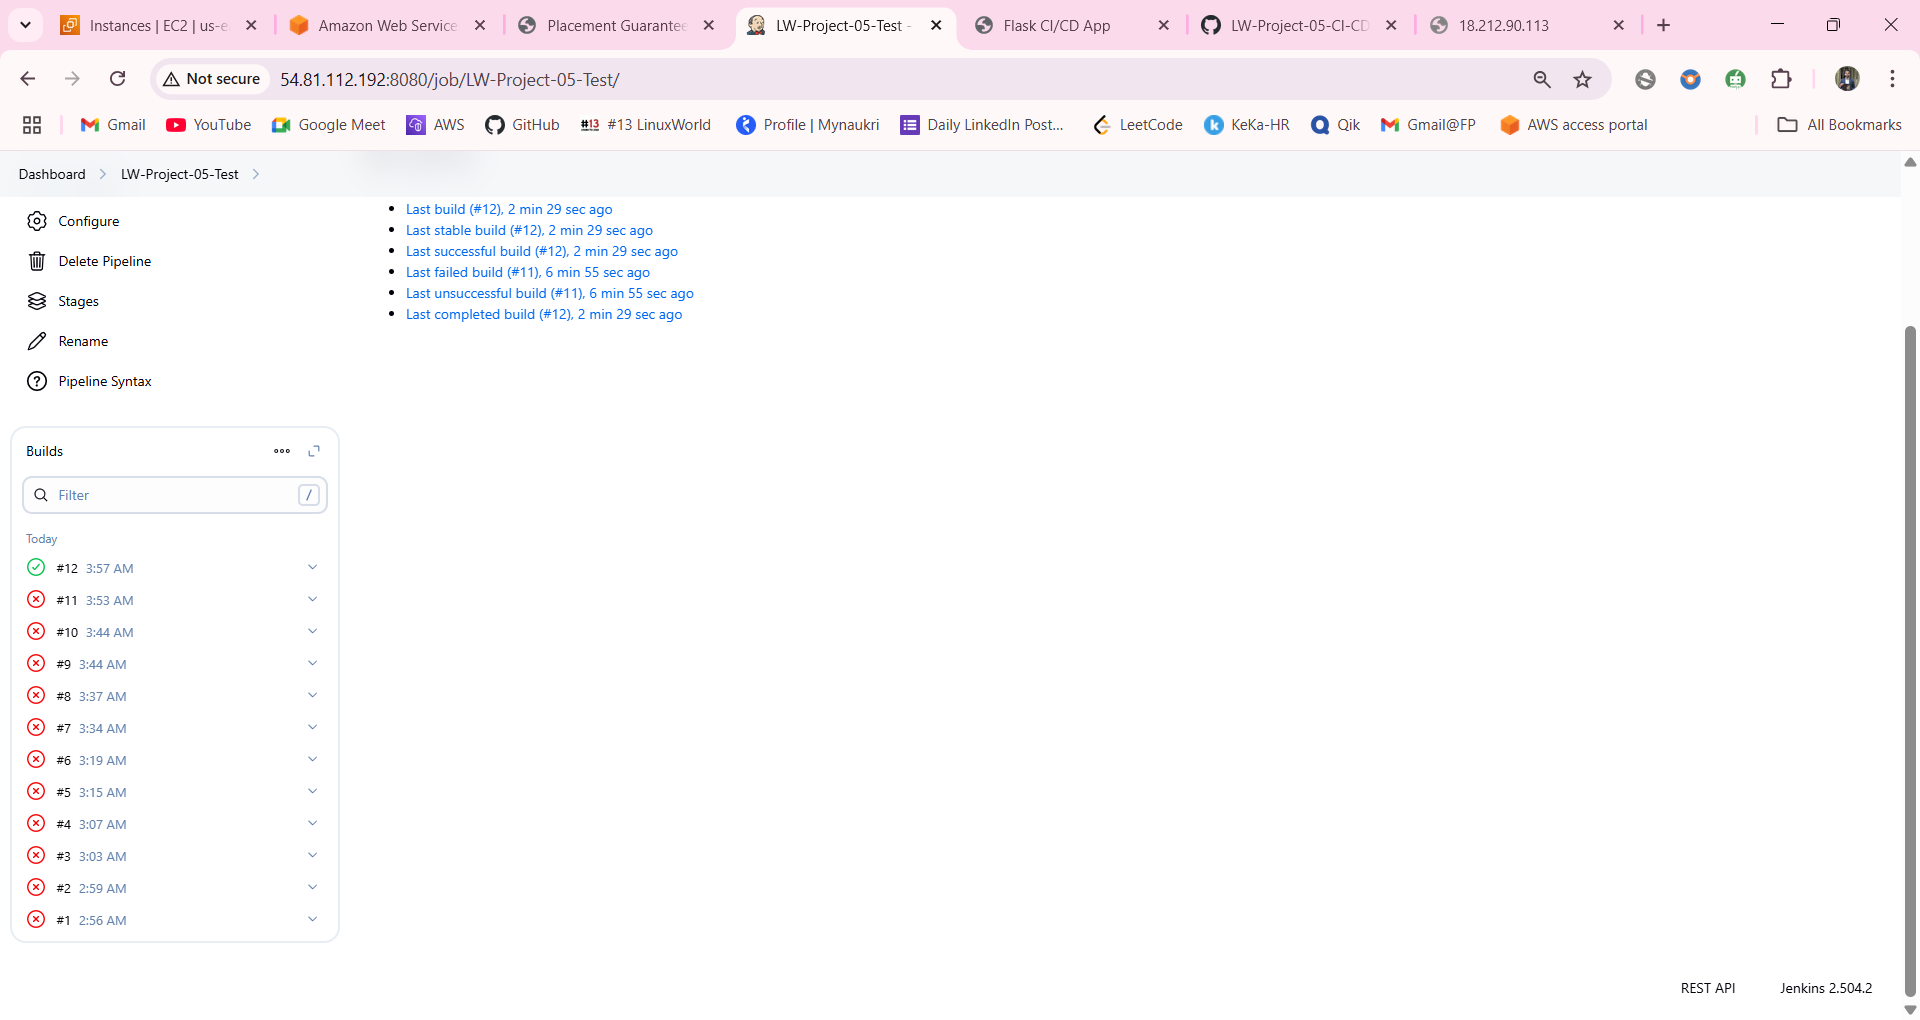 Instances | EC2 | us-e
Amazon Web Service
Placement Guarantee
LW-Project-05-Test -
Flask CI/CD App
LW-Project-05-CI-CD
18.212.90.113
Not secure
54.81.112.192:8080/job/LW-Project-05-Test/
Gmail
YouTube
Google Meet
AWS
GitHub
#13 #13 LinuxWorld
Profile | Mynaukri
Daily LinkedIn Post...
LeetCode
k KeKa-HR
Qik
Gmail@FP
AWS access portal
All Bookmarks
Dashboard
LW-Project-05-Test
Configure
Delete Pipeline
Stages
Rename
Pipeline Syntax
Last build (#12), 2 min 29 sec ago
Last stable build (#12), 2 min 29 sec ago
Last successful build (#12), 2 min 29 sec ago
Last failed build (#11), 6 min 55 sec ago
Last unsuccessful build (#11), 6 min 55 sec ago
Last completed build (#12), 2 min 29 sec ago
Builds
Filter /
Today
#12 3:57 AM
#11 3:53 AM
#10 3:44 AM
#9 3:44 AM
#8 3:37 AM
#7 3:34 AM
#6 3:19 AM
#5 3:15 AM
#4 3:07 AM
#3 3:03 AM
#2 2:59 AM
#1 2:56 AM
REST API
Jenkins 2.504.2